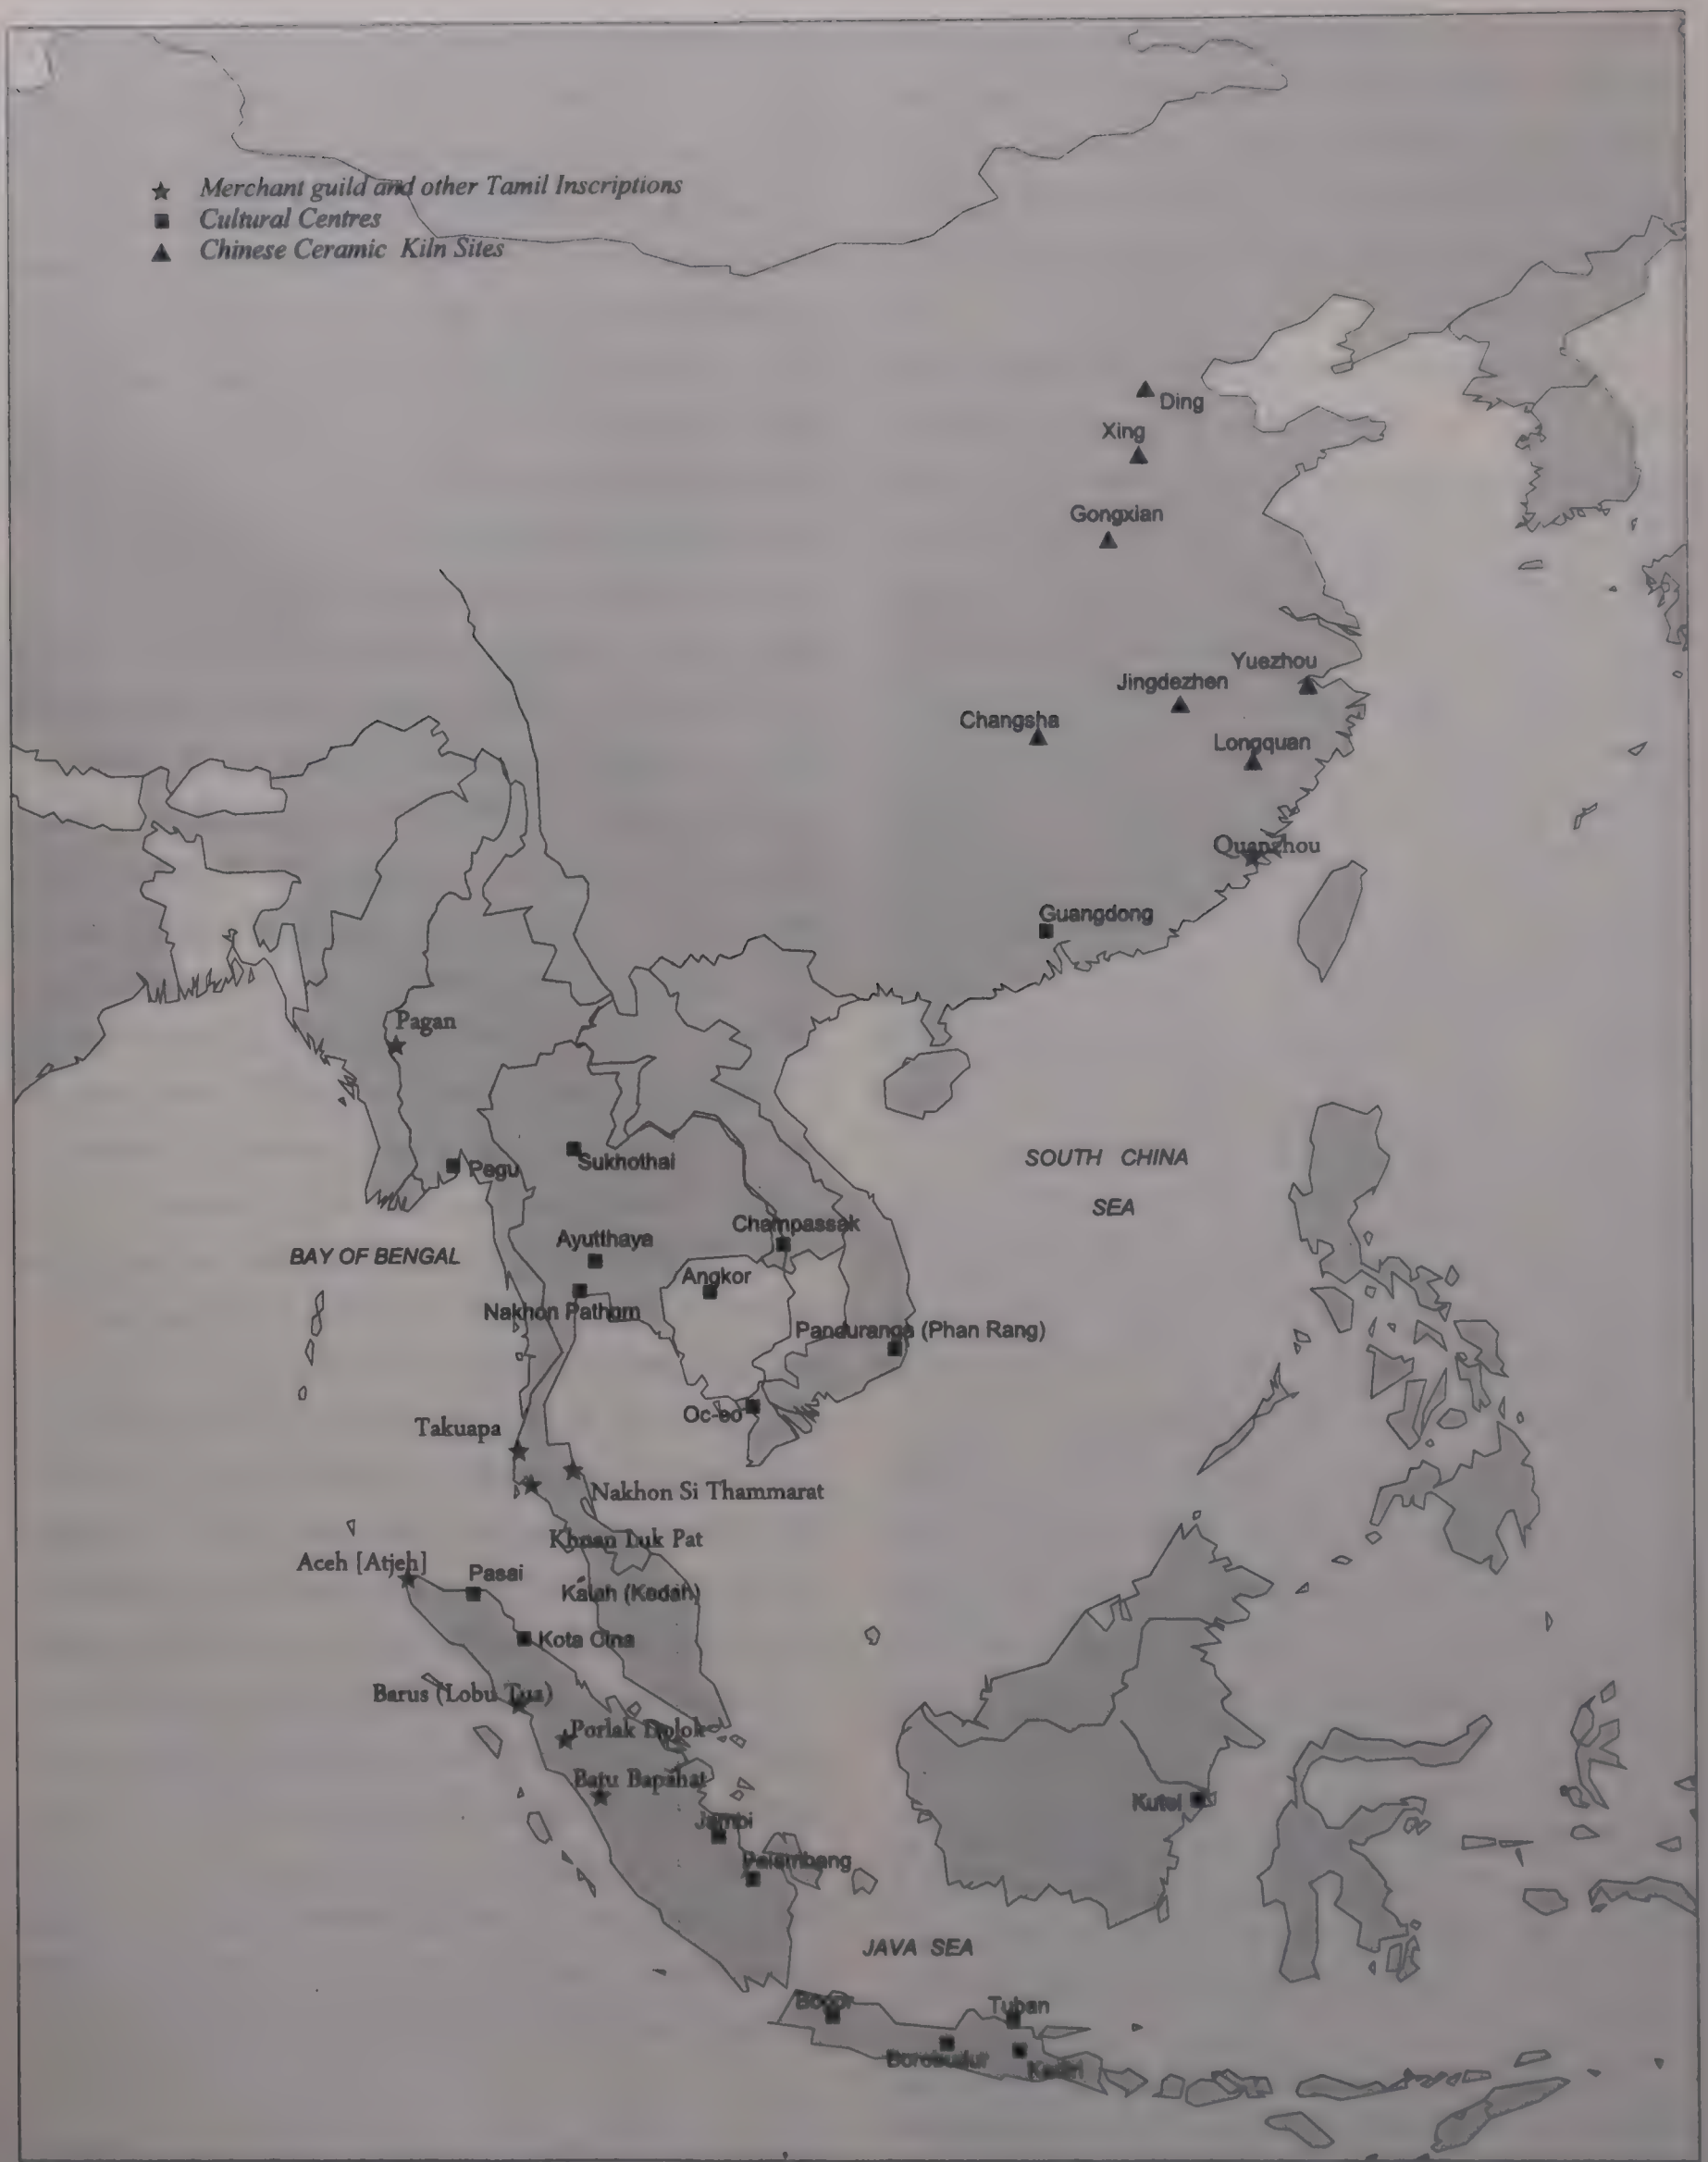 Merchant guild and other Tamil Inscriptions
Cultural Centres
Chinese Ceramic Kiln Sites
Ding
Xing
Gongxian
Yuezhou
Jingdezhen
Changsha
Longquan
Quanzhou
Guangdong
Pagan
SOUTH CHINA
SEA
Sukhothai
Pegu
Champassak
Ayutthaya
BAY OF BENGAL
Angkor
Nakhon Pathom
Panduranga (Phan Rang)
Oc-eo
Takuapa
Nakhon Si Thammarat
Khuan Luk Pat
Aceh [Atjeh]
Pasai
Kalah (Kedah)
Kota Cina
Barus (Lobu Tua)
Porlak Dolok
Batu Bapahat
Kutei
Jambi
Palembang
JAVA SEA
Bogor
Tuban
Borobudur
Kediri